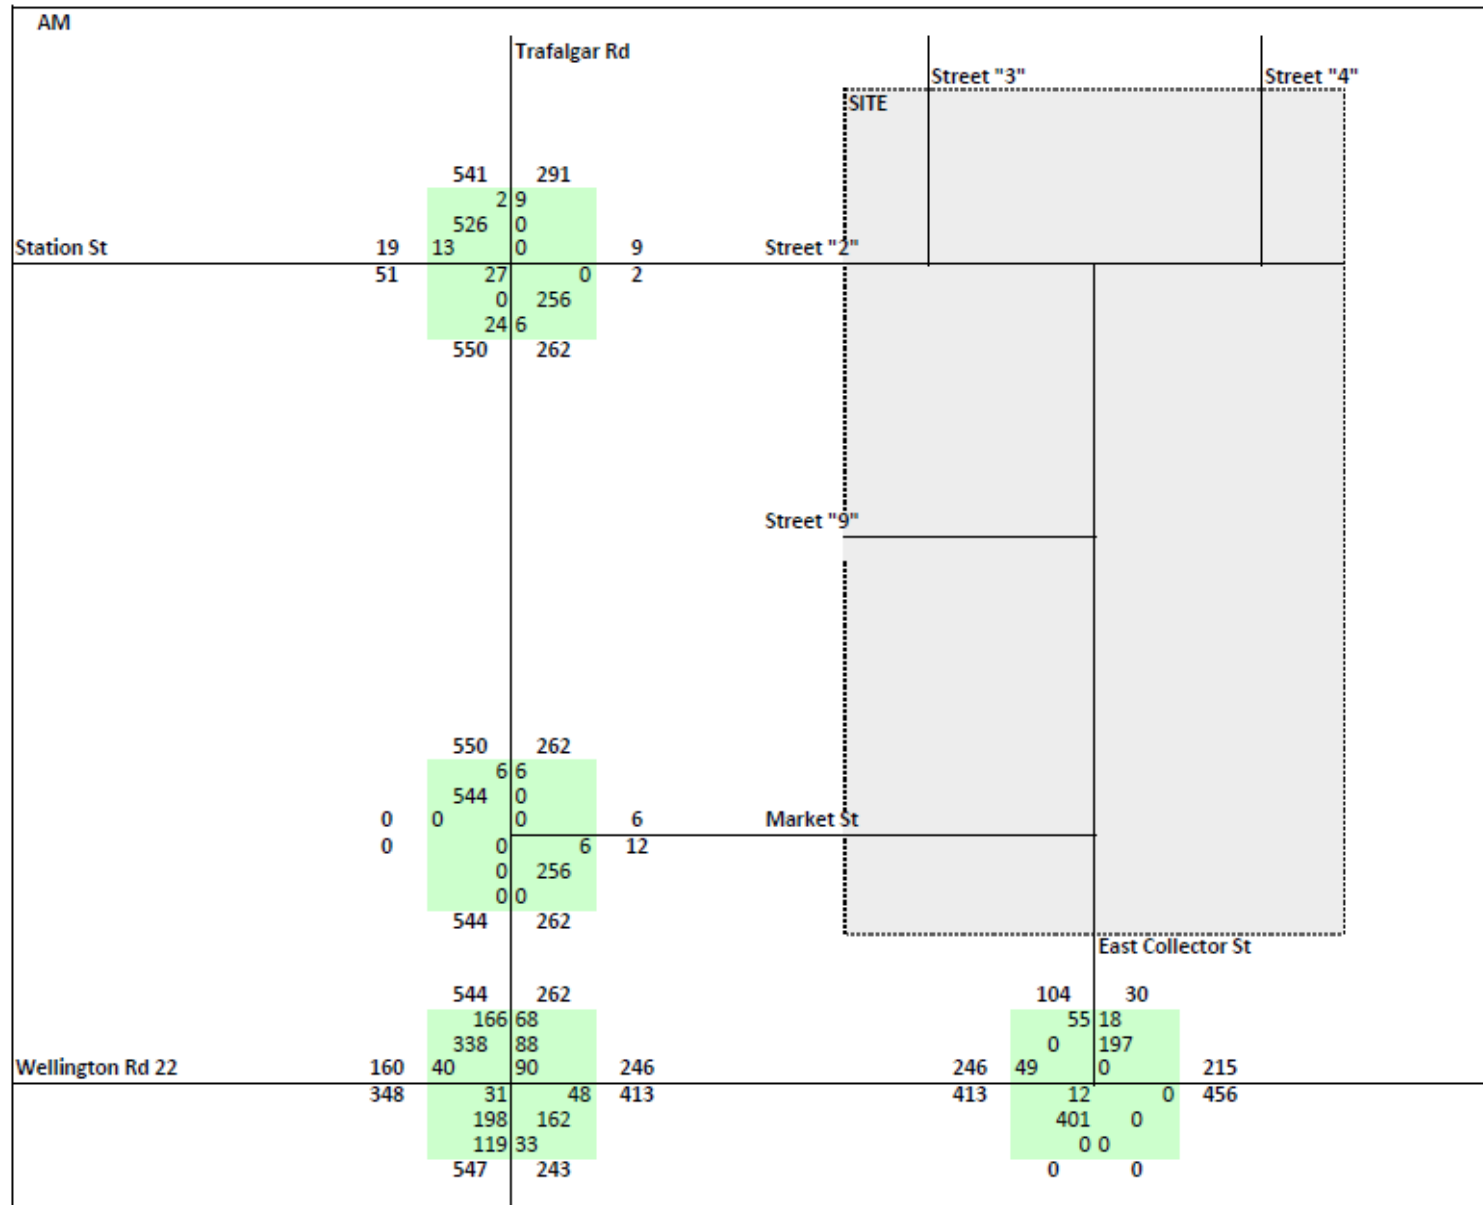 AM
Trafalgar Rd
Street "3" Street "4"
SITE
541 291
2 9
526 0
Station St 19 13 0 9 Street "2"
51 27 0 2
0 256
24 6
550 262
Street "9"
550 262
6 6
544 0
0 0 0 6 Market St
0 0 6 12
0 256
0 0
544 262
East Collector St
544 262 104 30
166 68 55 18
338 88 0 197
Wellington Rd 22 160 40 90 246 246 49 0 215
348 31 48 413 413 12 0 456
198 162 401 0
119 33 0 0
547 243 0 0